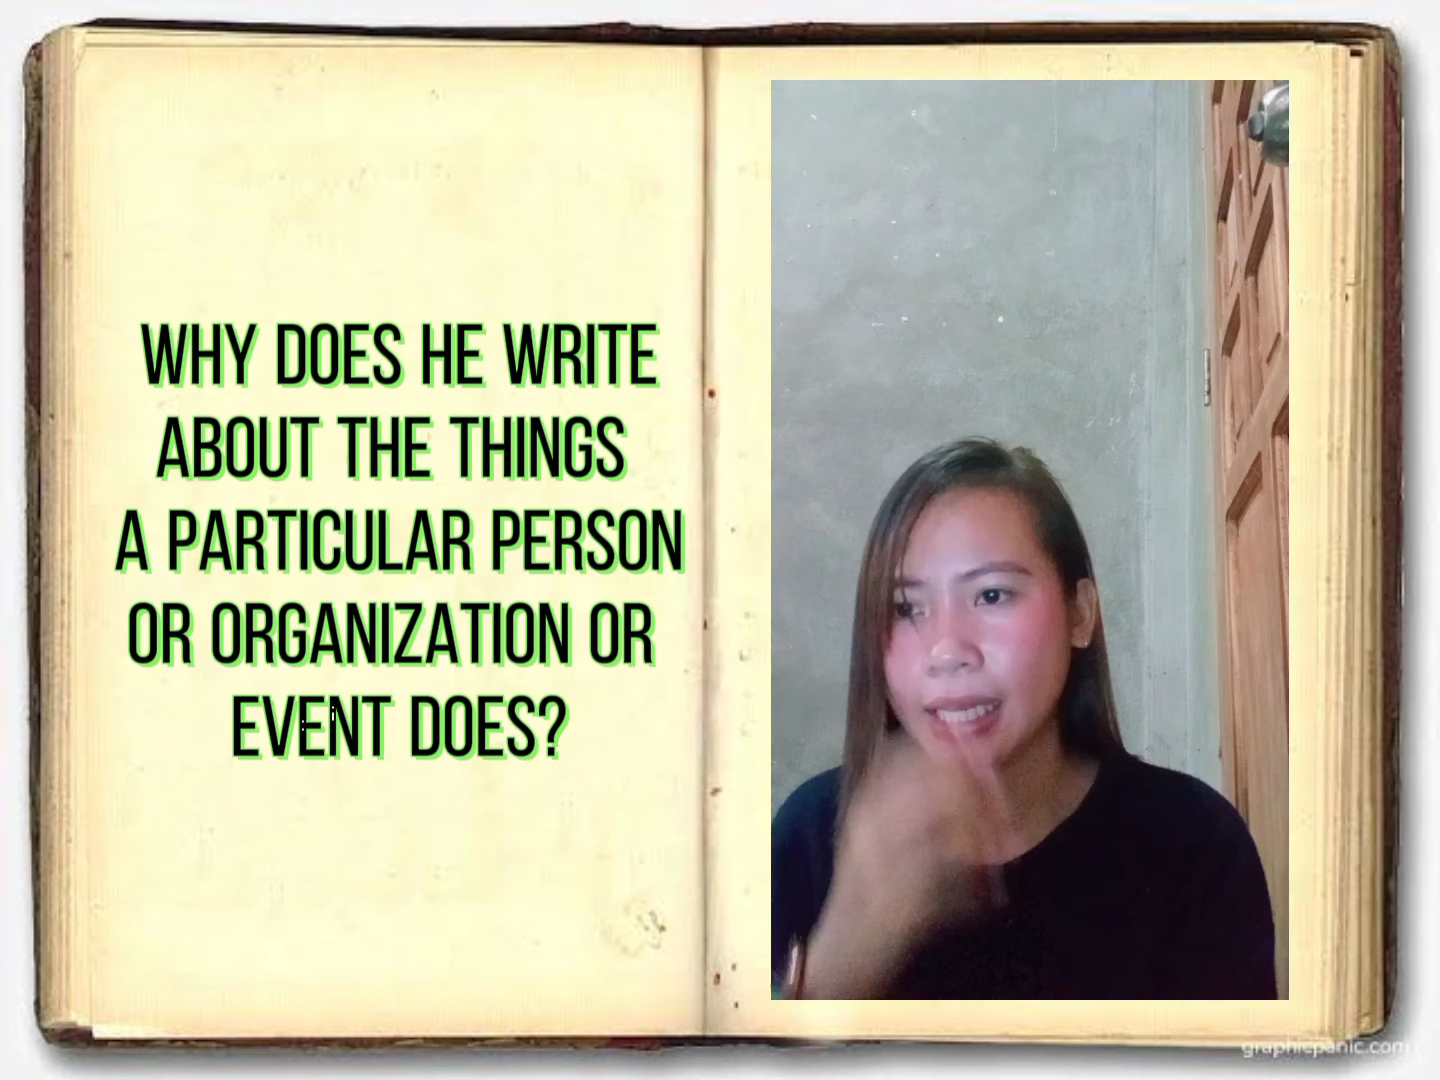 WHY DOES HE WRITE
ABOUT THE THINGS
A PARTICULAR PERSON
OR ORGANIZATION OR
EVENT DOES?
graphicpanic.com